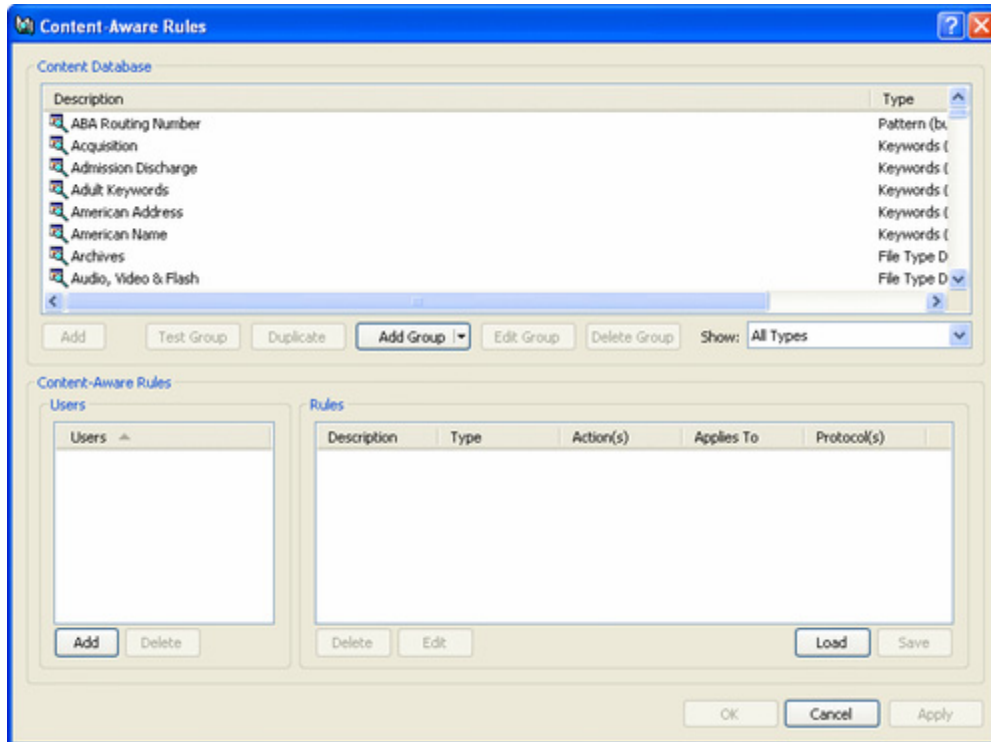 Content-Aware Rules
Content Database
Description Type
ABA Routing Number Pattern (bu
Acquisition Keywords (
Admission Discharge Keywords (
Adult Keywords Keywords (
American Address Keywords (
American Name Keywords (
Archives File Type D
Audio, Video & Flash File Type D
Add Test Group Duplicate Add Group Edit Group Delete Group Show: All Types
Content-Aware Rules
Users Rules
Users Description Type Action(s) Applies To Protocol(s)
Add Delete Delete Edit Load Save
OK Cancel Apply